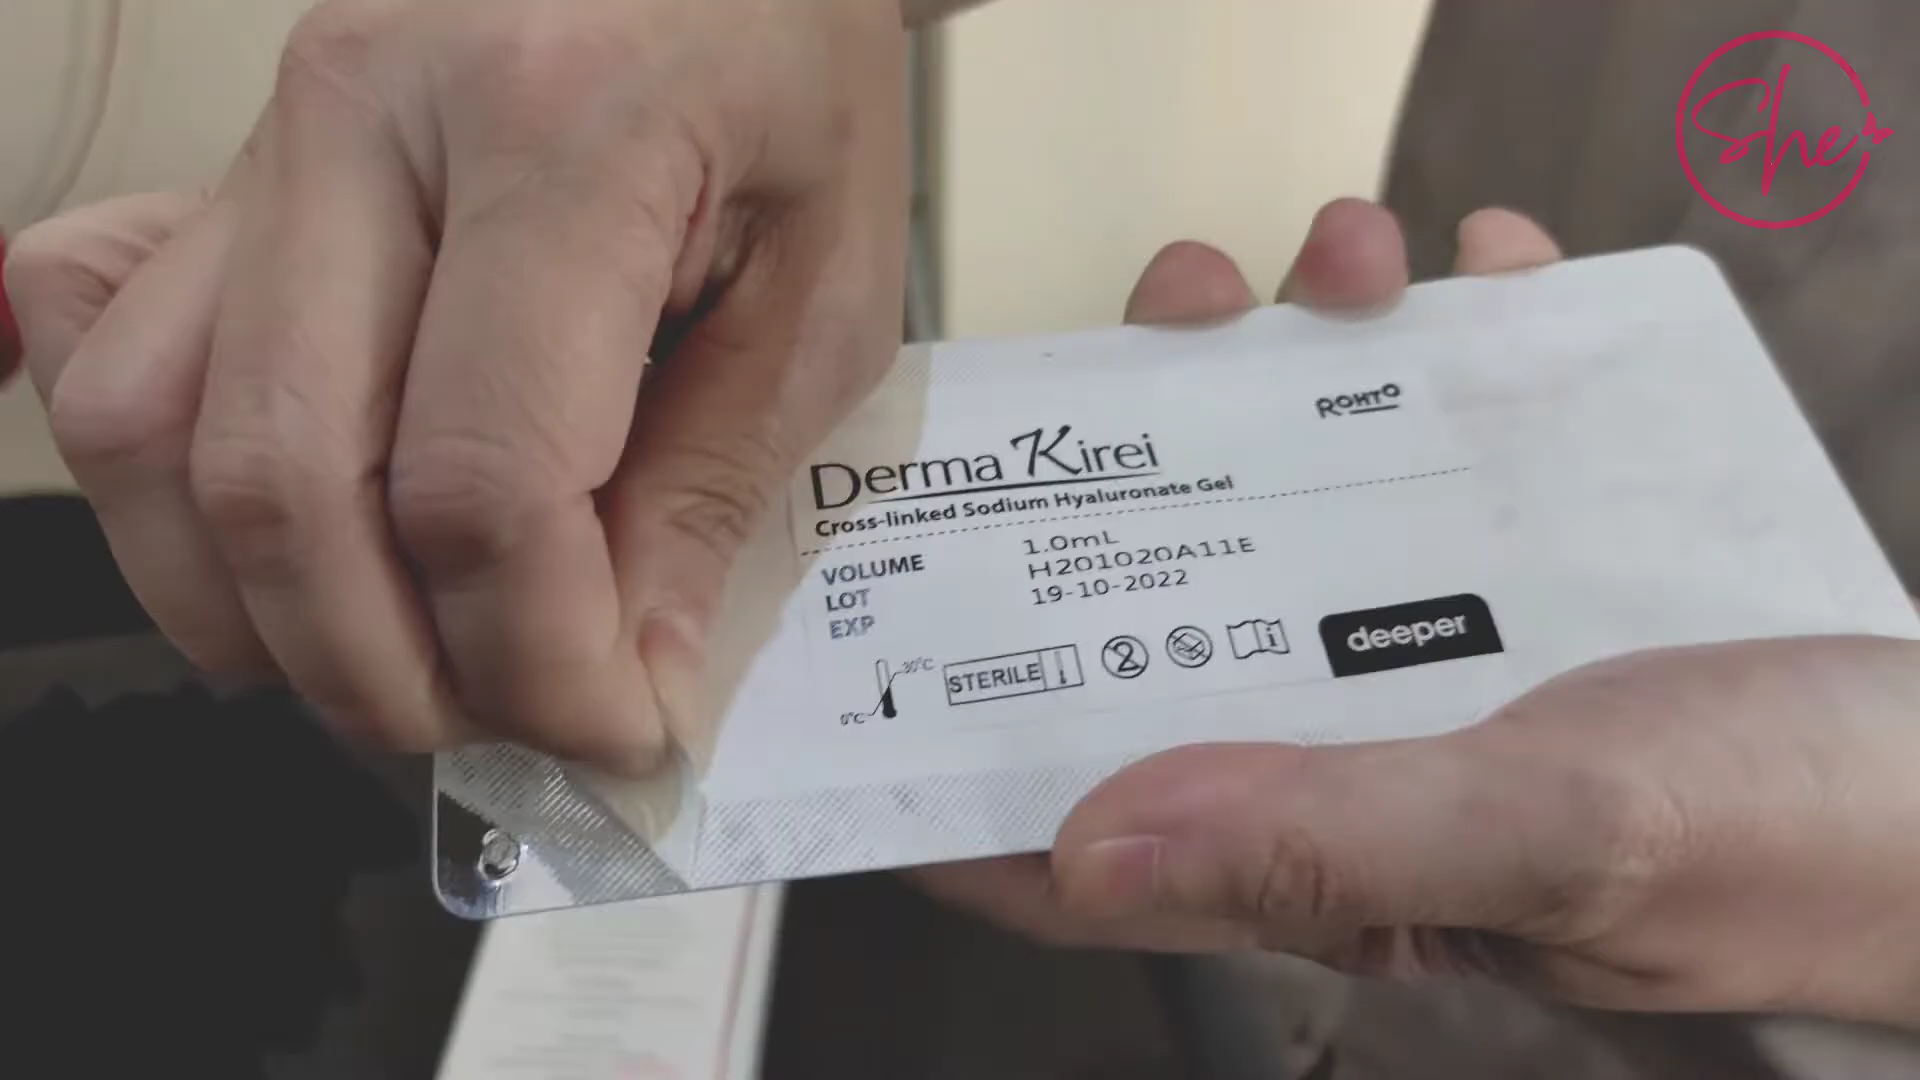 She
ROHTO
Derma Kirei
Cross-linked Sodium Hyaluronate Gel
VOLUME 1.0mL
LOT H201020A11E
EXP 19-10-2022
30°C
0°C
STERILE
2
i
deeper